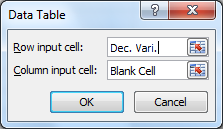 Data Table
Row input cell: Dec. Vari.
Column input cell: Blank Cell
OK Cancel